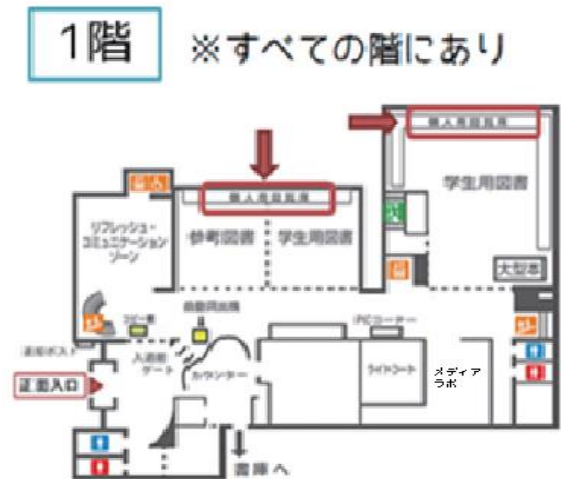 1階
※すべての階にあり
個人用閲覧席
個人用閲覧席
学生用図書
リフレッシュ・
コミュニケーション
ゾーン
参考図書
学生用図書
大型本
コピー機
自動貸出機
PCコーナー
返却ポスト
入退館
ゲート
カウンター
ライトコート
メディア
ラボ
正面入口
書庫へ